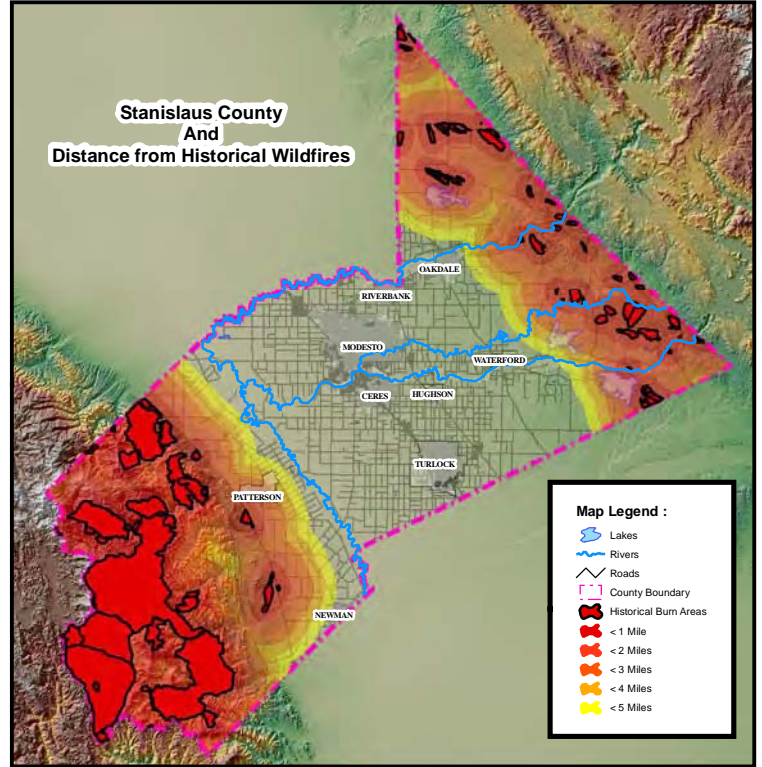 Stanislaus County
And
Distance from Historical Wildfires
OAKDALE
RIVERBANK
MODESTO
WATERFORD
CERES
HUGHSON
TURLOCK
PATTERSON
NEWMAN
Map Legend :
Lakes
Rivers
Roads
County Boundary
Historical Burn Areas
< 1 Mile
< 2 Miles
< 3 Miles
< 4 Miles
< 5 Miles